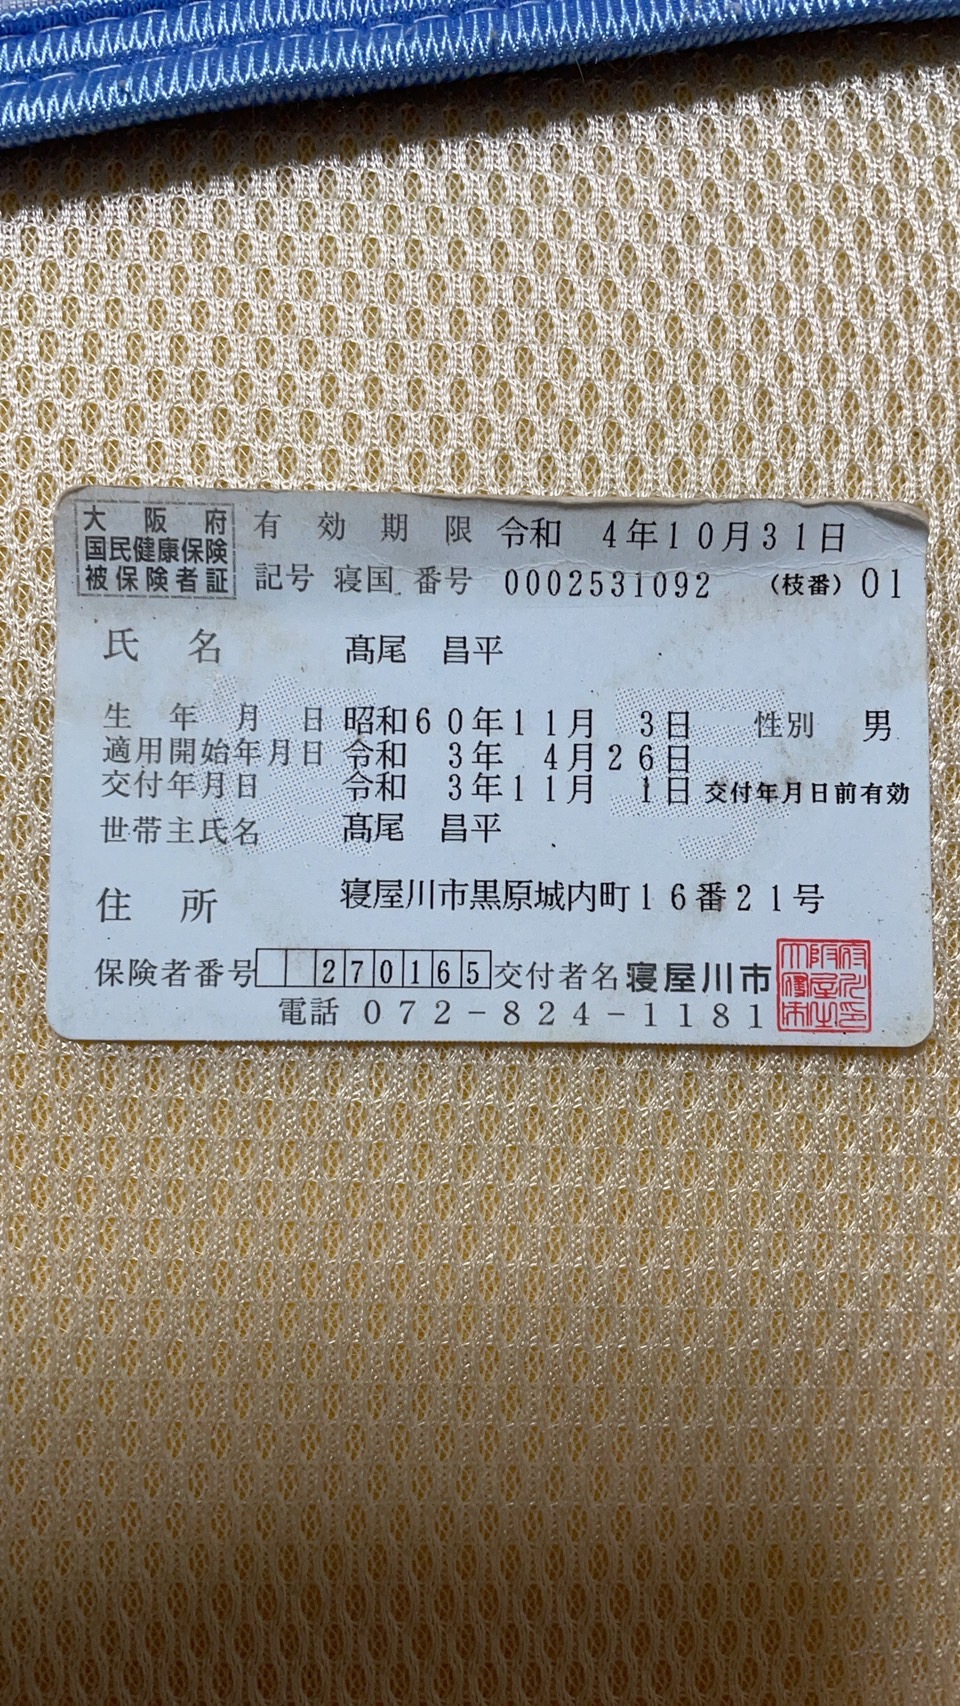 大阪府
国民健康保険
被保険者証
有効期限 令和 4年10月31日
記号 寝国 番号 0002531092 (枝番) 01
氏名 髙尾 昌平
生年月日 昭和60年11月 3日 性別 男
適用開始年月日 令和 3年 4月26日
交付年月日 令和 3年11月 1日 交付年月日前有効
世帯主氏名 髙尾 昌平
住所 寝屋川市黒原城内町16番21号
保険者番号 270165 交付者名 寝屋川市
電話 072-824-1181